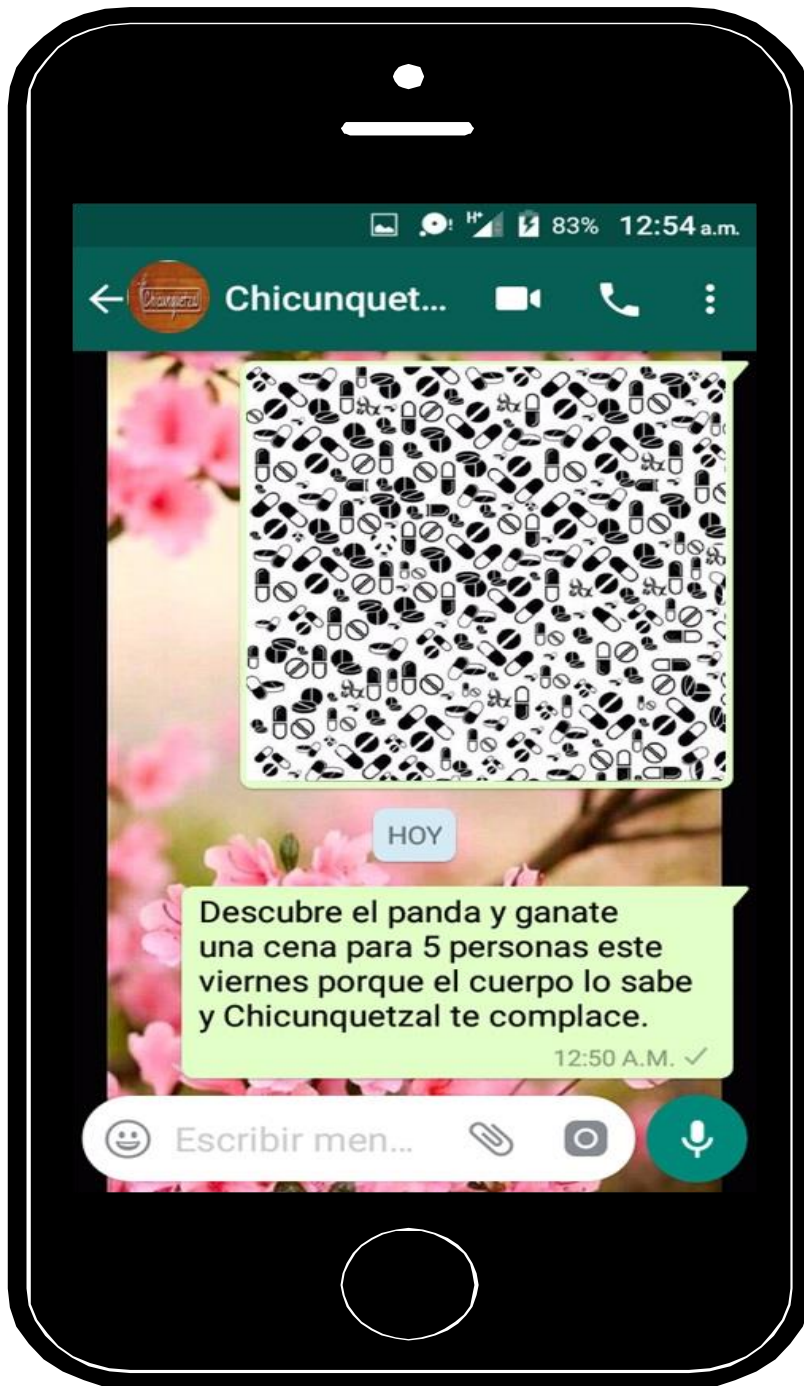 H+ 83% 12:54 a.m.
Chicunquetzal
Chicunquet...
HOY
Descubre el panda y ganate
una cena para 5 personas este
viernes porque el cuerpo lo sabe
y Chicunquetzal te complace.
12:50 A.M.
Escribir men...